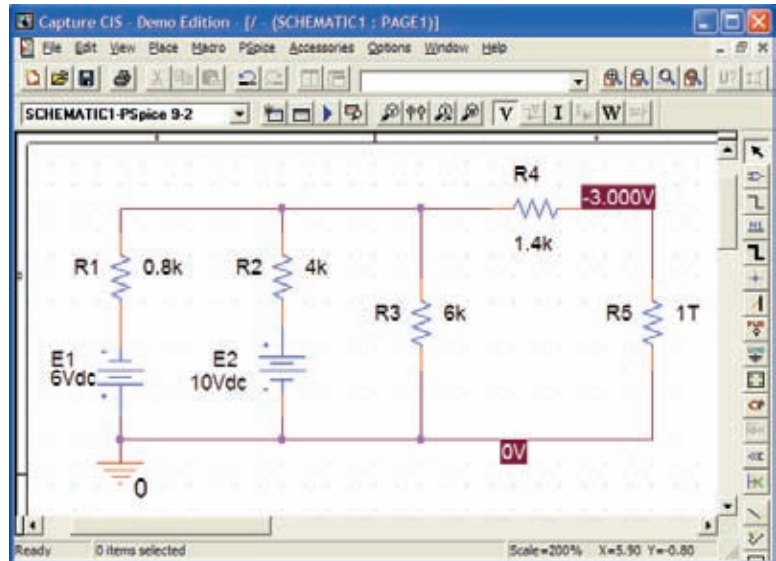 Capture CIS - Demo Edition - [/ - (SCHEMATIC1 : PAGE1)]
File Edit View Place Macro PSpice Accessories Options Window Help
U?
SCHEMATIC1-PSpice 9-2
V I W
R4
-3.000V
1.4k
R1 0.8k
R2 4k
R3 6k
R5 1T
E1
6Vdc
E2
10Vdc
0V
0
Ready 0 items selected Scale=200% X=5.90 Y=-0.80